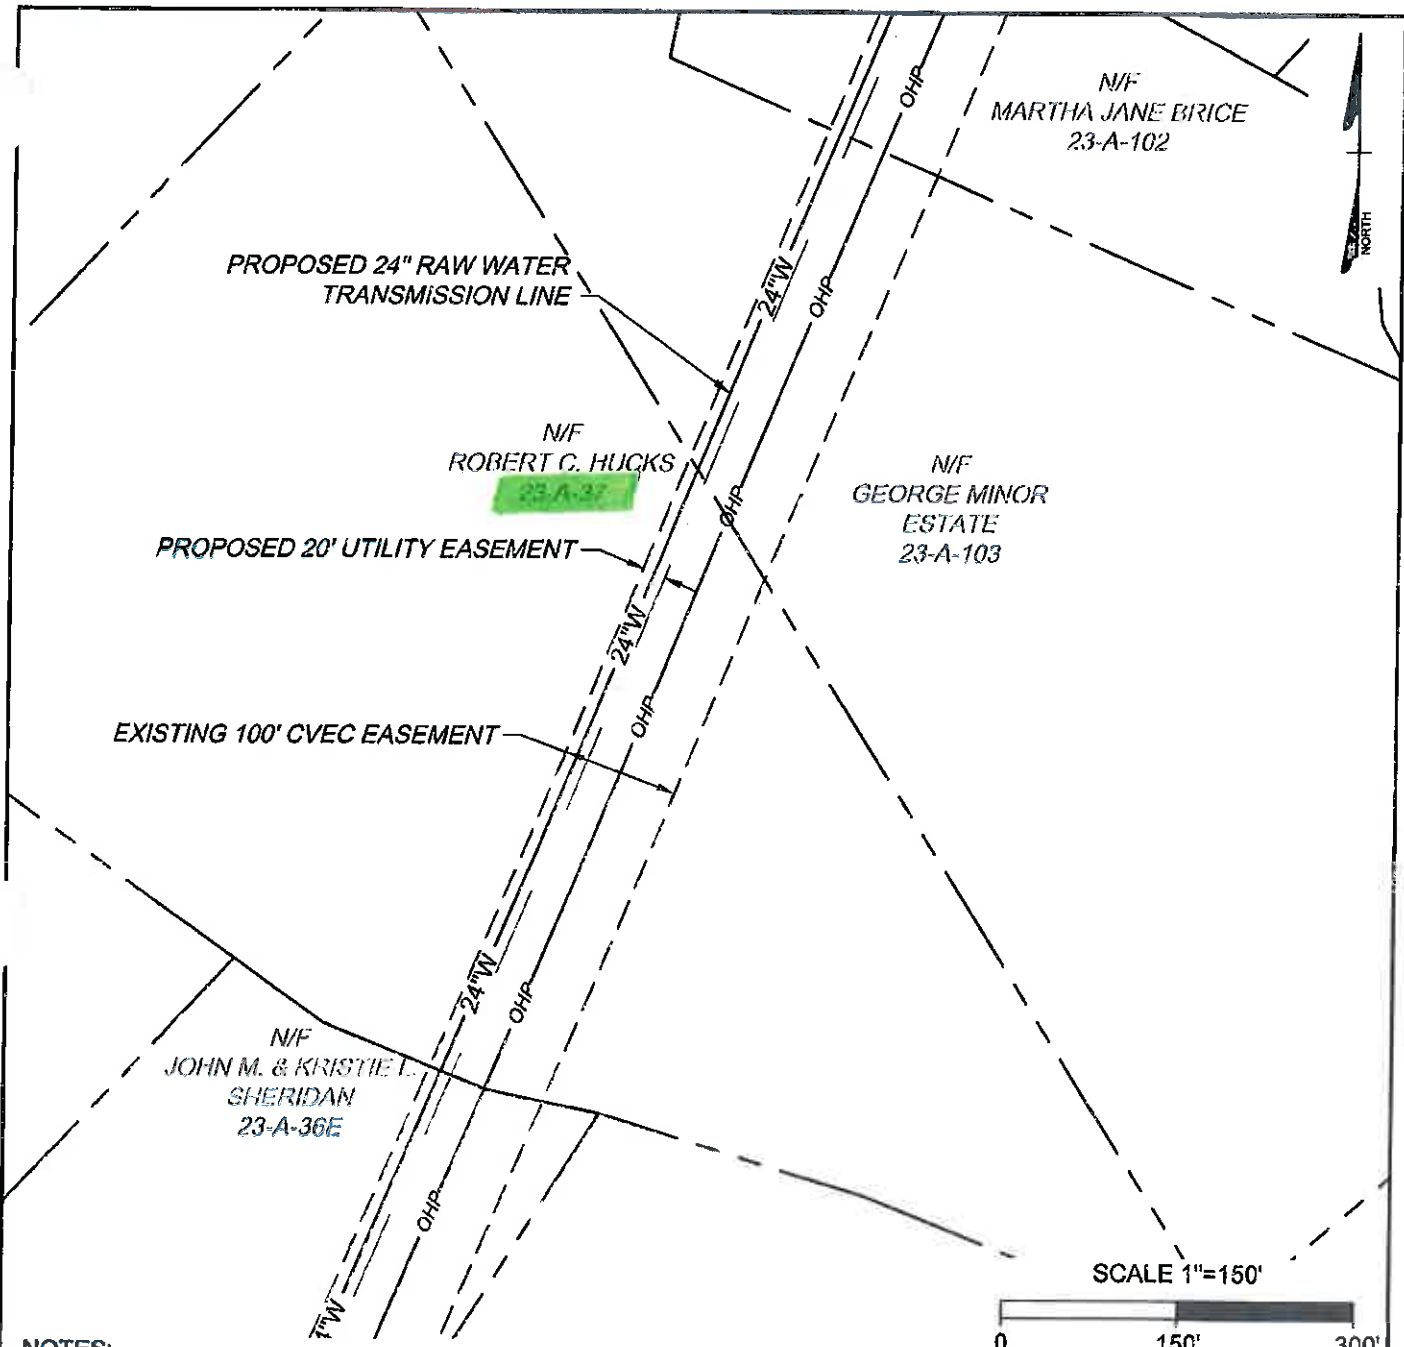 N/F
MARTHA JANE BRICE
23-A-102
NORTH
OHP
PROPOSED 24" RAW WATER
TRANSMISSION LINE
24"W
OHP
N/F
ROBERT C. HUCKS
23-A-37
N/F
GEORGE MINOR
ESTATE
23-A-103
OHP
PROPOSED 20' UTILITY EASEMENT
24"W
OHP
EXISTING 100' CVEC EASEMENT
24"W
OHP
N/F
JOHN M. & KRISTIE L.
SHERIDAN
23-A-36E
OHP
SCALE 1"=150'
0 150' 300'
NOTES: